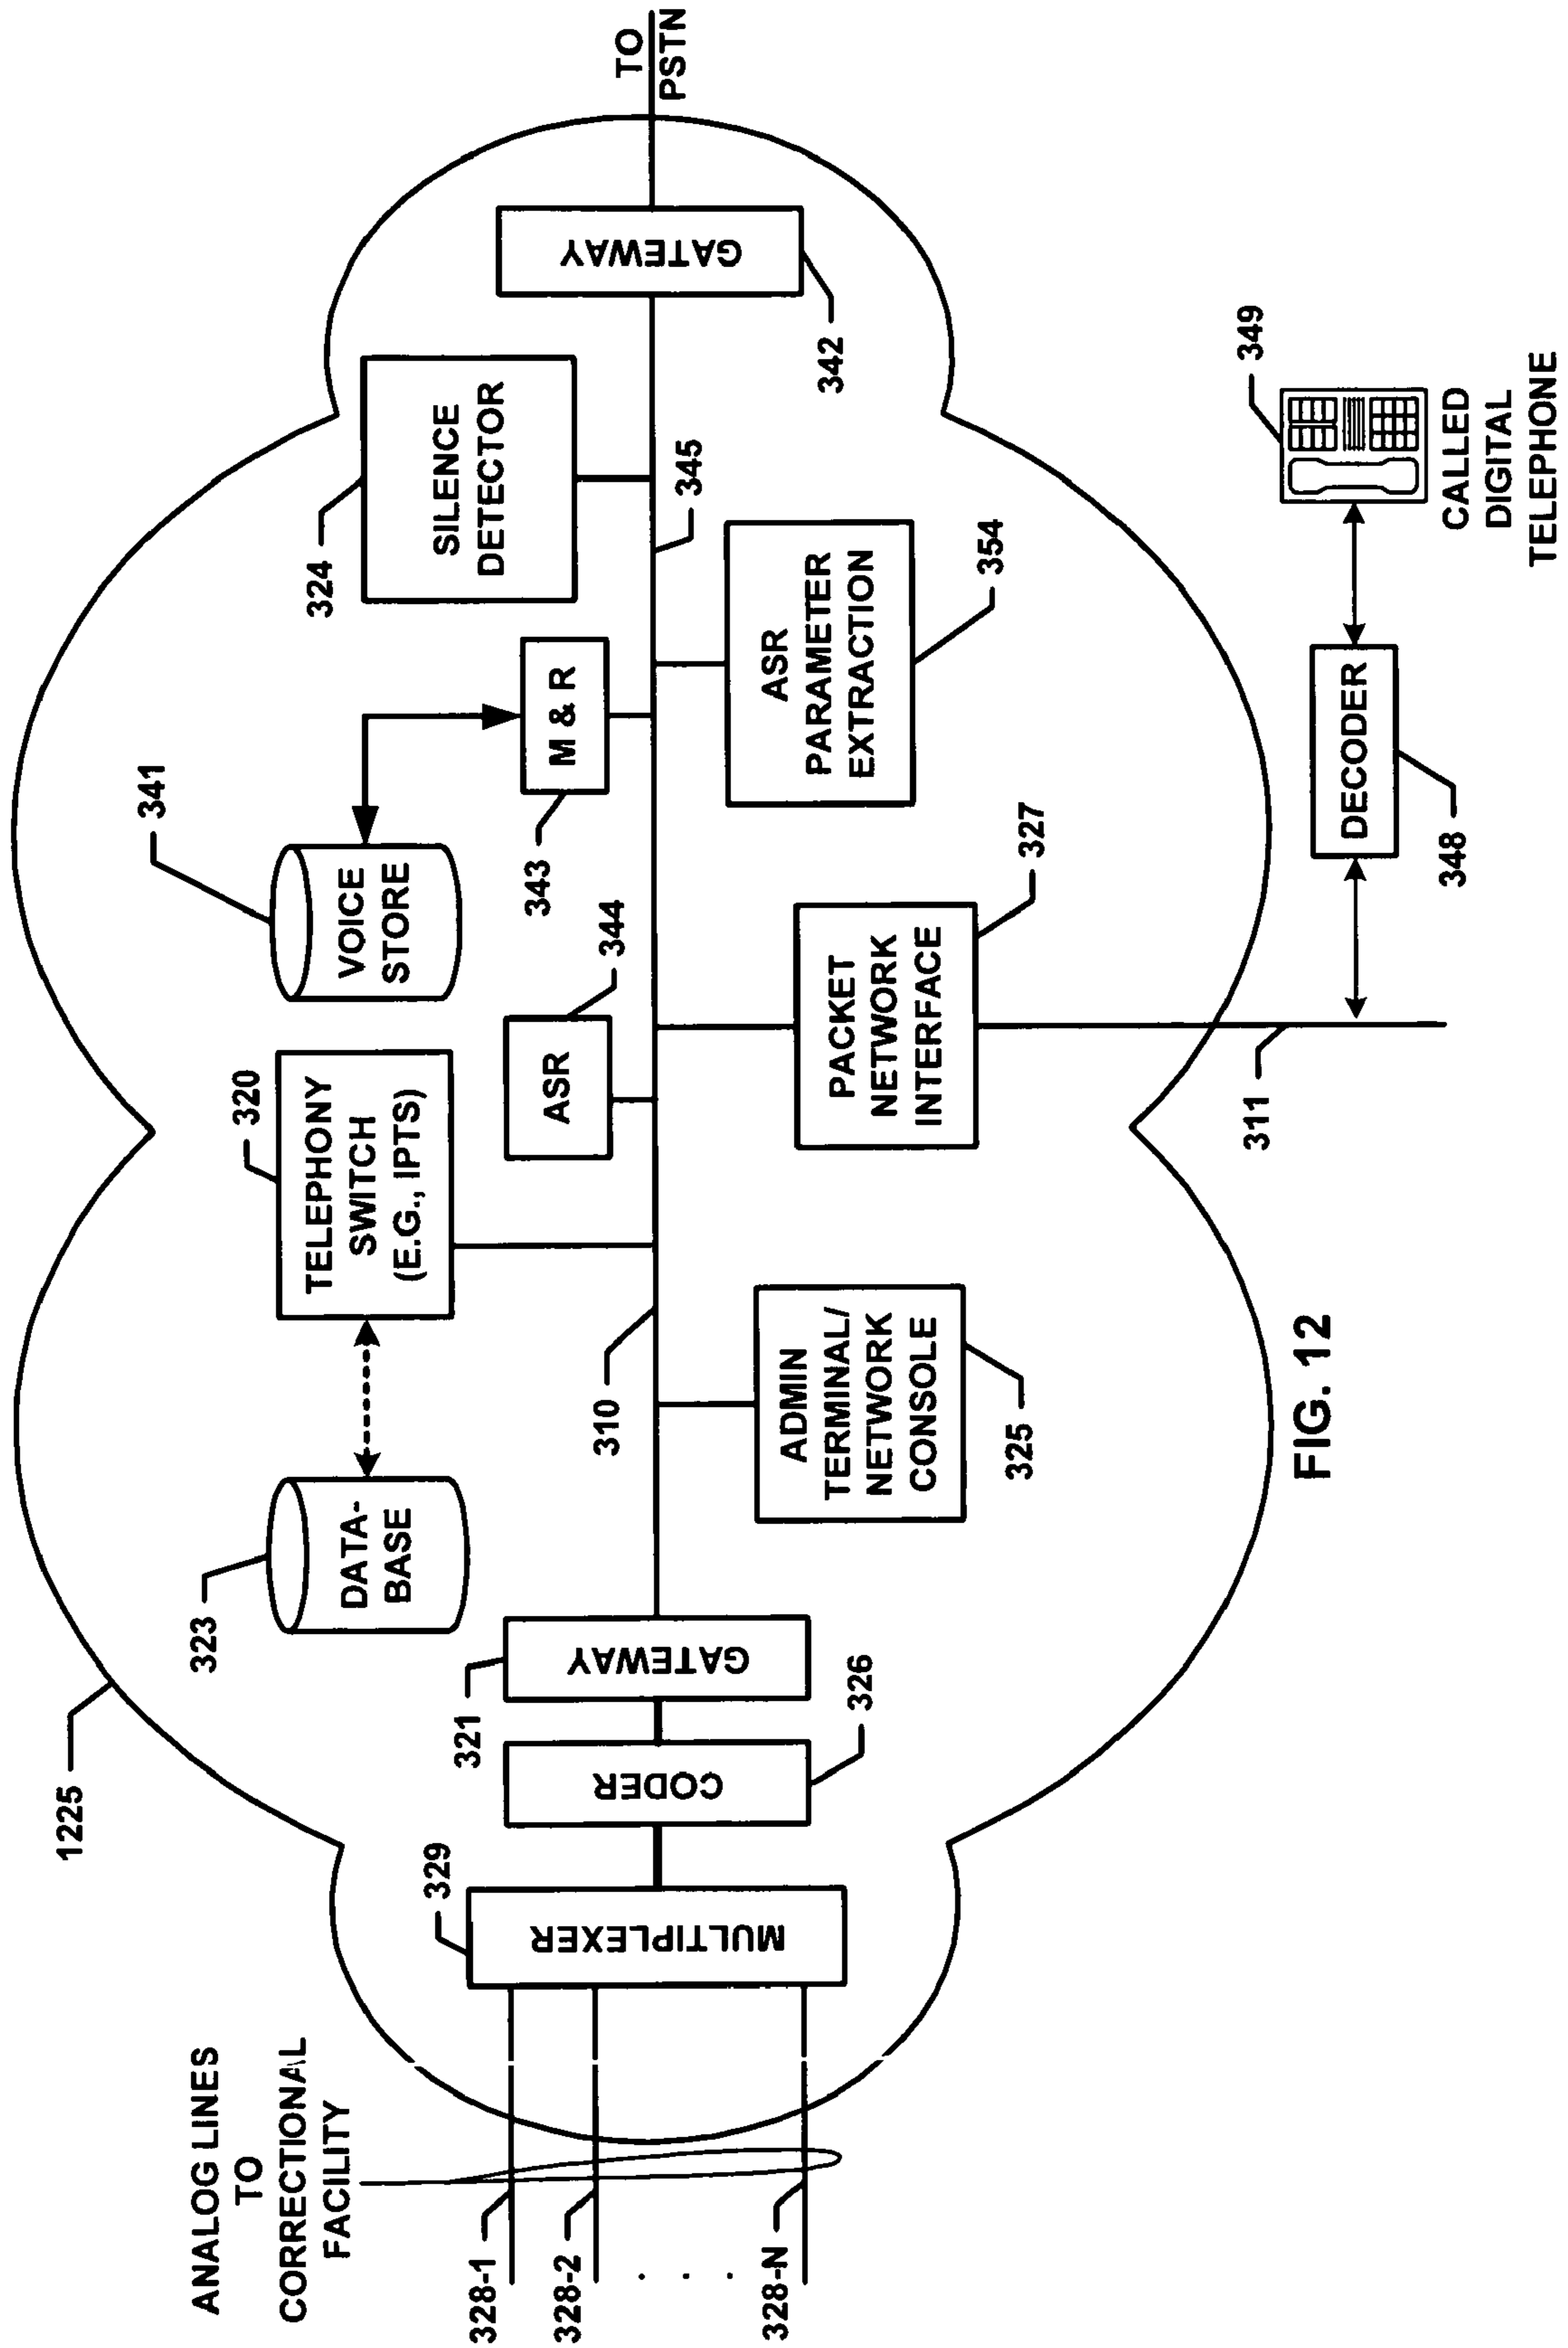 ANALOG LINES
TO
CORRECTIONAL
FACILITY
328-1
328-2
. . .
328-N
1225
329
MULTIPLEXER
CODER
326
321
GATEWAY
323
DATA-
BASE
320
TELEPHONY
SWITCH
(E.G., IPTS)
310
ADMIN
TERMINAL/
NETWORK
CONSOLE
325
ASR
344
341
VOICE
STORE
343
M & R
324
SILENCE
DETECTOR
345
PACKET
NETWORK
INTERFACE
327
ASR
PARAMETER
EXTRACTION
354
GATEWAY
342
TO
PSTN
311
DECODER
348
349
CALLED
DIGITAL
TELEPHONE
FIG. 12